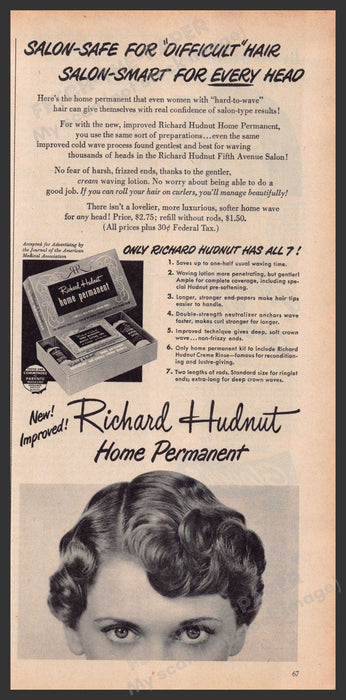 SALON-SAFE FOR "DIFFICULT" HAIR
SALON-SMART FOR EVERY HEAD
Here's the home permanent that even women with "hard-to-wave"
hair can give themselves with real confidence of salon-type results!
For with the new, improved Richard Hudnut Home Permanent,
you use the same sort of preparations...even the same
improved cold wave process found gentlest and best for waving
thousands of heads in the Richard Hudnut Fifth Avenue Salon!
No fear of harsh, frizzed ends, thanks to the gentler,
cream waving lotion. No worry about being able to do a
good job. If you can roll your hair on curlers, you'll manage beautifully!
There isn't a lovelier, more luxurious, softer home wave
for any head! Price, $2.75; refill without rods, $1.50.
(All prices plus 30¢ Federal Tax.)
Accepted for Advertising by
the Journal of the American
Medical Association
ONLY RICHARD HUDNUT HAS ALL 7!
1. Saves up to one-half usual waving time.
2. Waving lotion more penetrating, but gentler!
Ample for complete coverage, including spe-
cial Hudnut pre-softening.
3. Longer, stronger end-papers make hair tips
easier to handle.
4. Double-strength neutralizer anchors wave
faster, makes curl stronger for longer.
5. Improved technique gives deep, soft crown
wave...non-frizzy ends.
6. Only home permanent kit to include Richard
Hudnut Creme Rinse—famous for recondition-
ing and lustre-giving.
7. Two lengths of rods. Standard size for ringlet
ends; extra-long for deep crown waves.
Richard Hudnut
home permanent
New!
Improved!
Richard Hudnut
Home Permanent
67